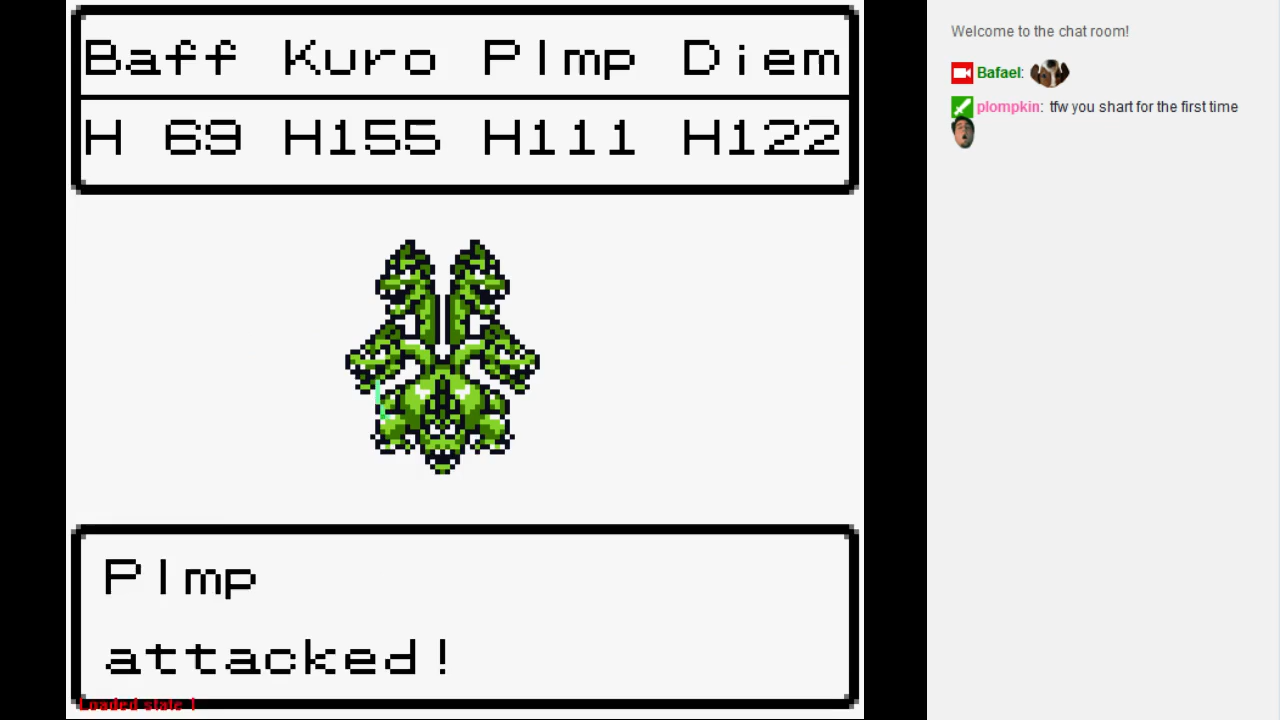 Baff Kuro Plmp Diem
H 69 H155 H111 H122
Plmp
attacked!
Loaded state 1
Welcome to the chat room!
Bafael:
plompkin: tfw you shart for the first time